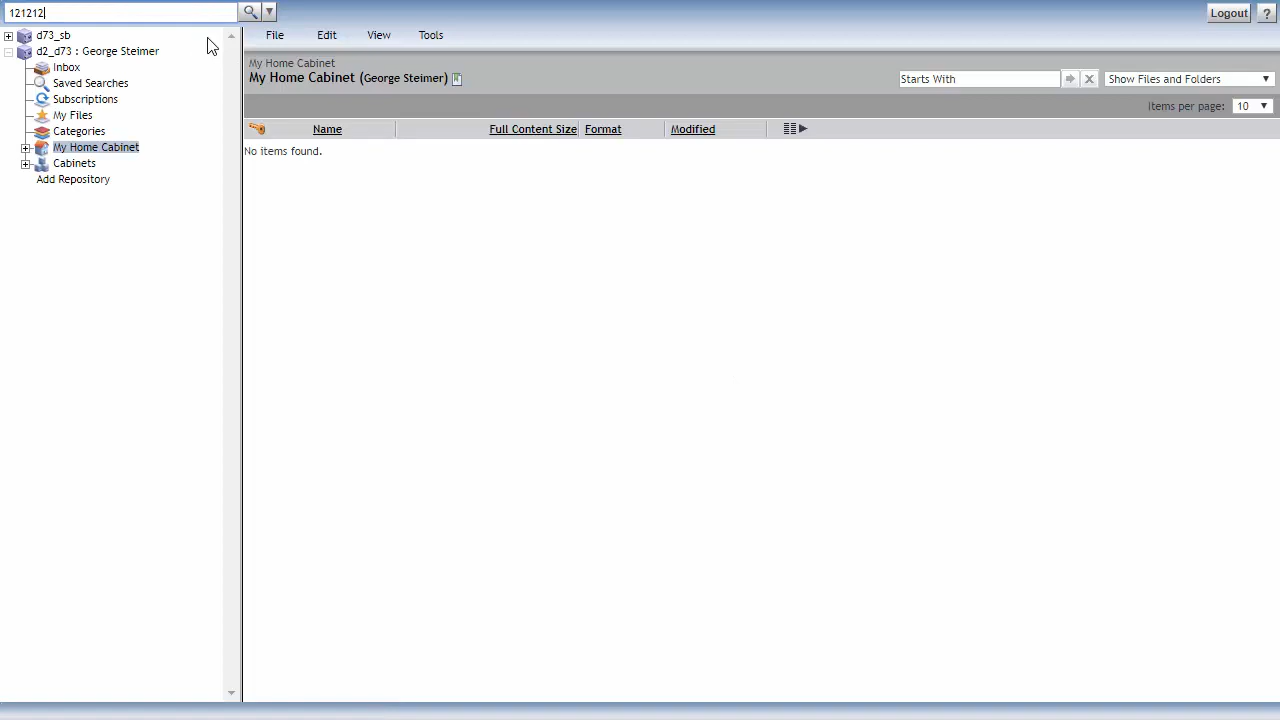 121212
Logout
?
d73_sb
d2_d73 : George Steimer
Inbox
Saved Searches
Subscriptions
My Files
Categories
My Home Cabinet
Cabinets
Add Repository
File Edit View Tools
My Home Cabinet
My Home Cabinet (George Steimer)
Starts With
Show Files and Folders
Items per page: 10
Name Full Content Size Format Modified
No items found.